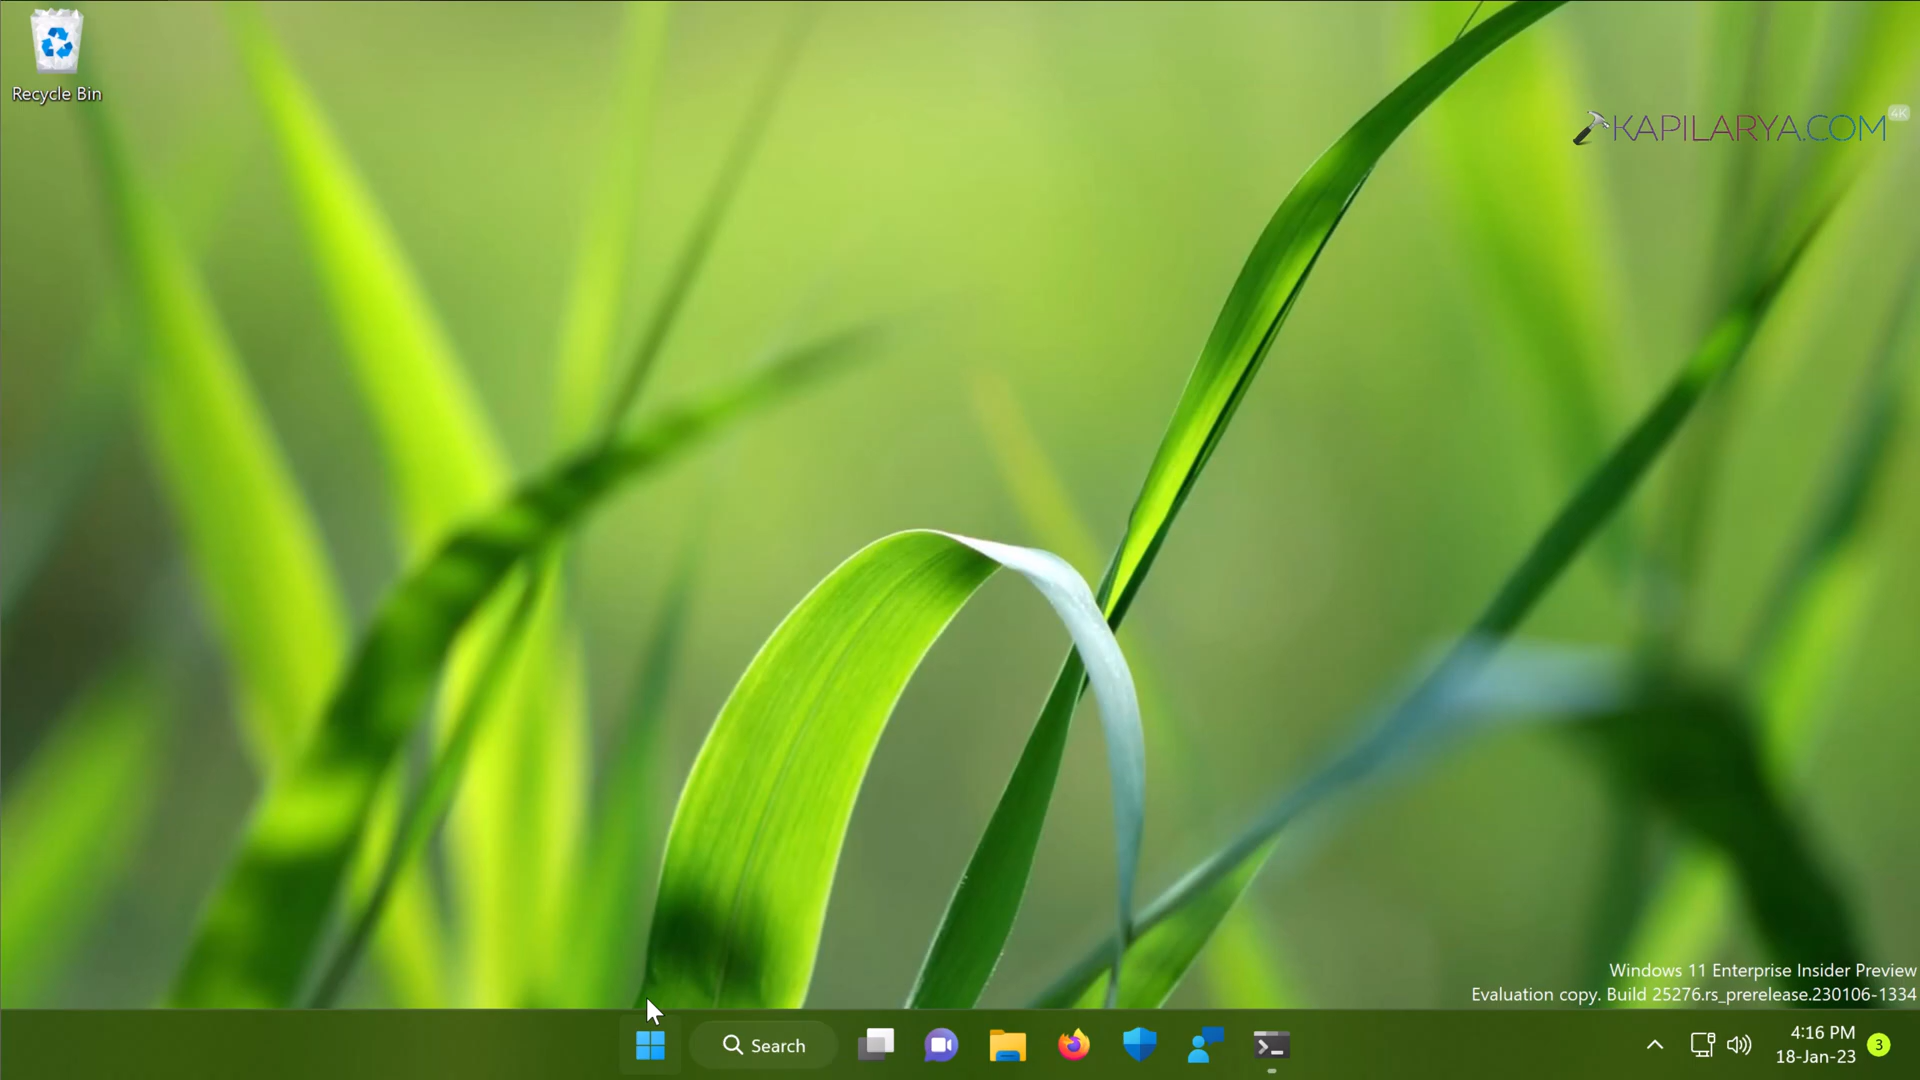 Recycle Bin
KAPILARYA.COM
4K
Windows 11 Enterprise Insider Preview
Evaluation copy. Build 25276.rs_prerelease.230106-1334
Search
4:16 PM
18-Jan-23
3